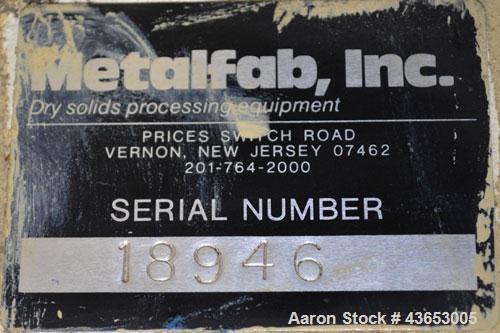 Metalfab, Inc.
Dry solids processing equipment
PRICES SWITCH ROAD
VERNON, NEW JERSEY 07462
201-764-2000
SERIAL NUMBER
18946
Aaron Stock # 43653005